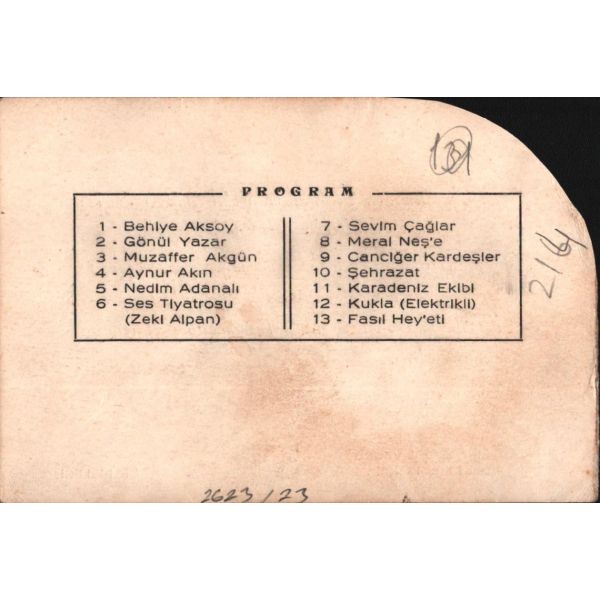 131
PROGRAM
1 - Behiye Aksoy
2 - Gönül Yazar
3 - Muzaffer Akgün
4 - Aynur Akın
5 - Nedim Adanalı
6 - Ses Tiyatrosu
(Zeki Alpan)
7 - Sevim Çağlar
8 - Meral Neş'e
9 - Canciğer Kardeşler
10 - Şehrazat
11 - Karadeniz Ekibi
12 - Kukla (Elektrikli)
13 - Fasıl Hey'eti
2623/23